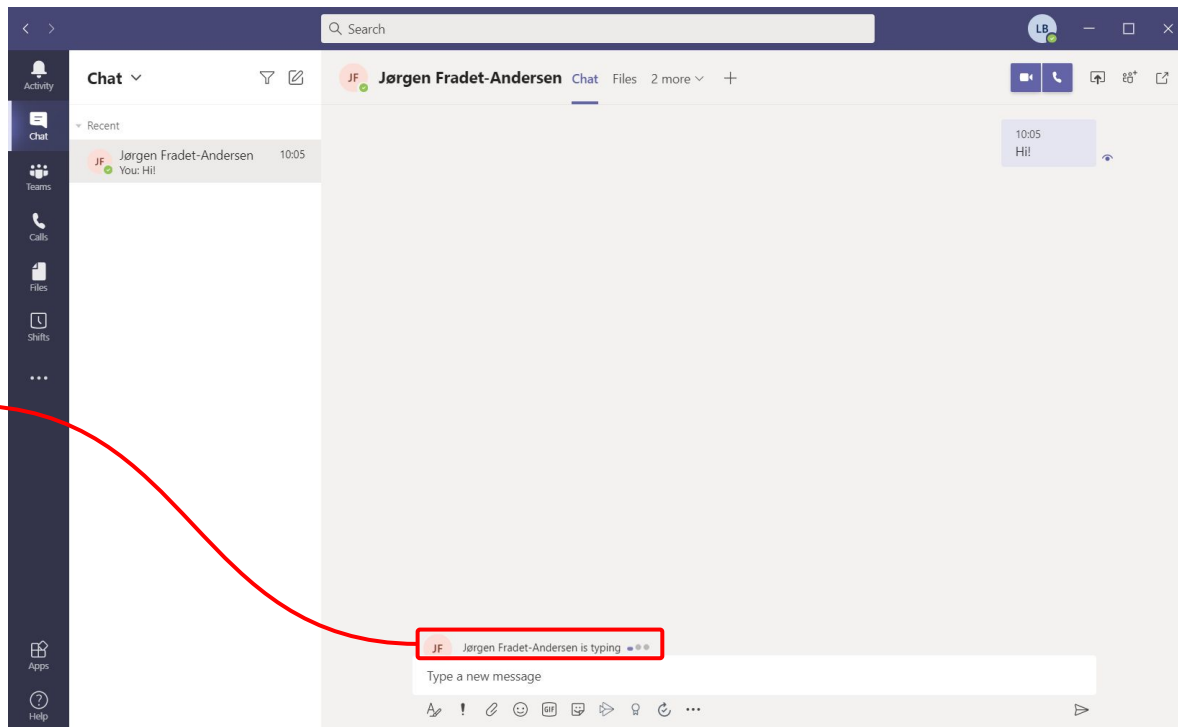 Search
LB
Activity
Chat
Teams
Calls
Files
Shifts
Apps
Help
Chat
Recent
JF
Jørgen Fradet-Andersen 10:05
You: Hi!
JF Jørgen Fradet-Andersen Chat Files 2 more
10:05
Hi!
JF Jørgen Fradet-Andersen is typing
Type a new message
GIF